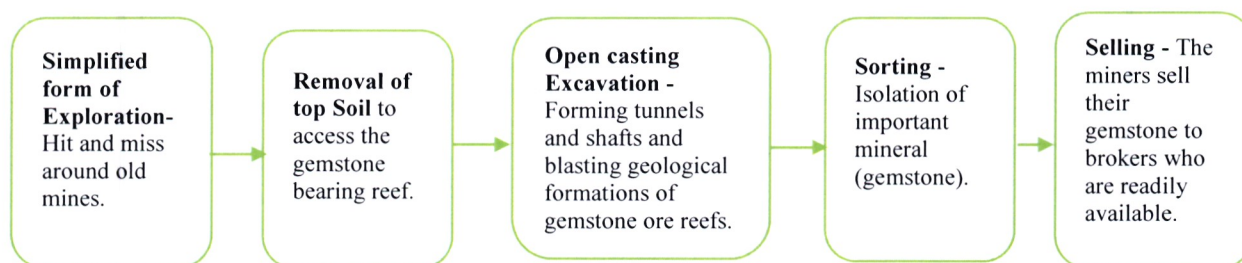 Simplified
form of
Exploration-
Hit and miss
around old
mines.
Removal of
top Soil to
access the
gemstone
bearing reef.
Open casting
Excavation -
Forming tunnels
and shafts and
blasting geological
formations of
gemstone ore reefs.
Sorting -
Isolation of
important
mineral
(gemstone).
Selling - The
miners sell
their
gemstone to
brokers who
are readily
available.